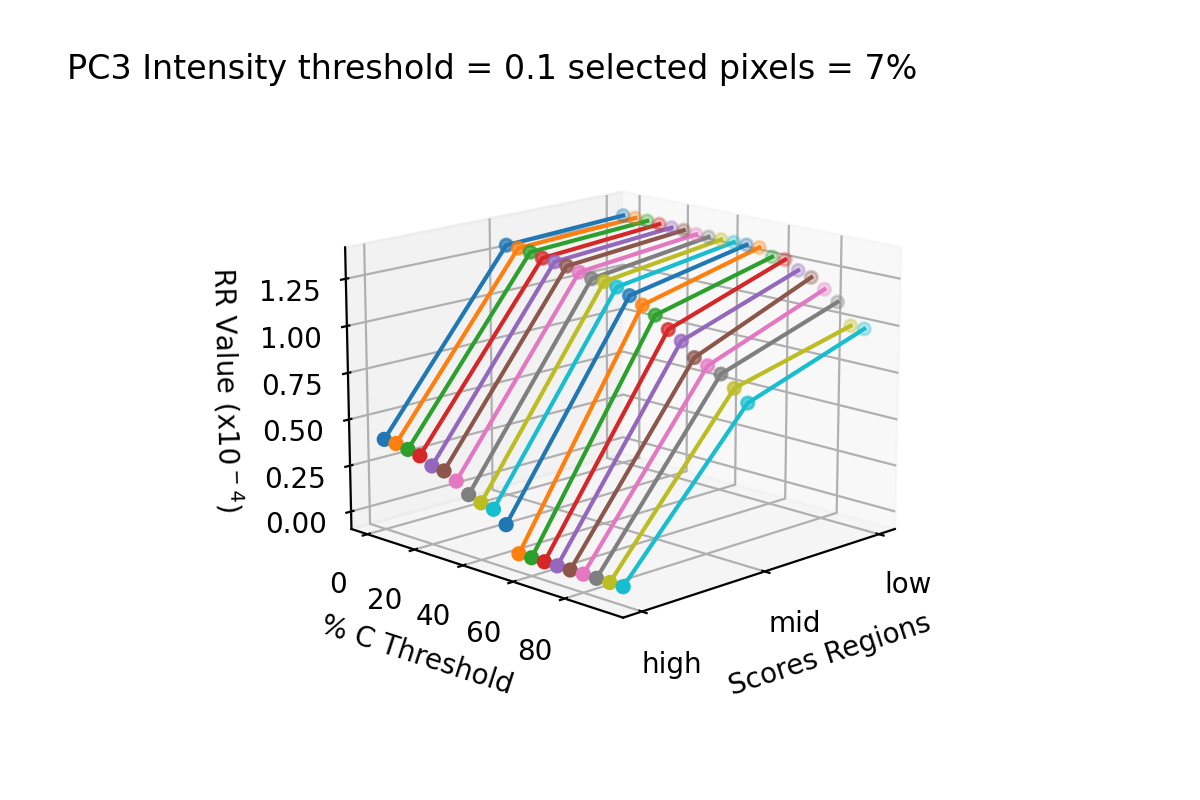 PC3 Intensity threshold = 0.1 selected pixels = 7%
RR Value (x10⁻⁴)
1.25
1.00
0.75
0.50
0.25
0.00
0
20
40
60
80
% C Threshold
high
mid
low
Scores Regions